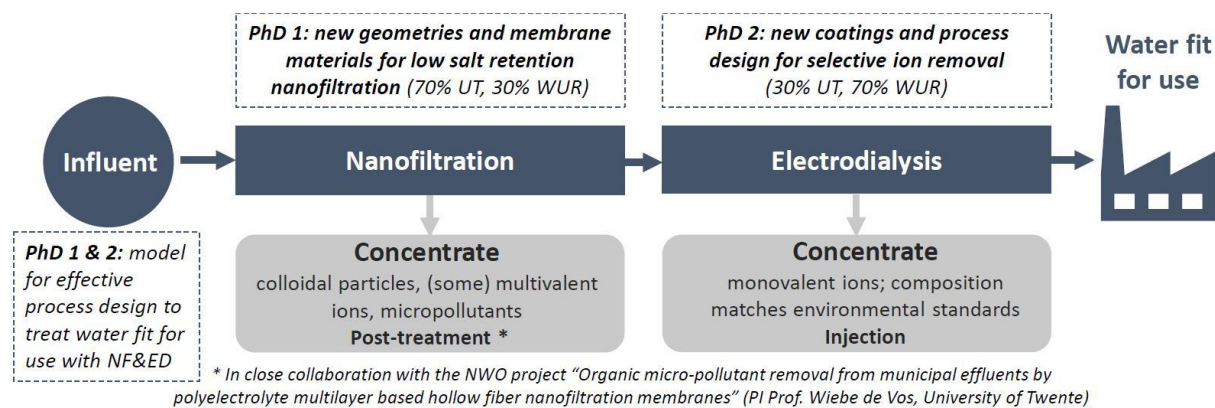 PhD 1: new geometries and membrane
materials for low salt retention
nanofiltration (70% UT, 30% WUR)
PhD 2: new coatings and process
design for selective ion removal
(30% UT, 70% WUR)
Water fit
for use
Influent
Nanofiltration
Electrodialysis
PhD 1 & 2: model
for effective
process design to
treat water fit for
use with NF&ED
Concentrate
colloidal particles, (some) multivalent
ions, micropollutants
Post-treatment *
Concentrate
monovalent ions; composition
matches environmental standards
Injection
* In close collaboration with the NWO project “Organic micro-pollutant removal from municipal effluents by
polyelectrolyte multilayer based hollow fiber nanofiltration membranes” (PI Prof. Wiebe de Vos, University of Twente)